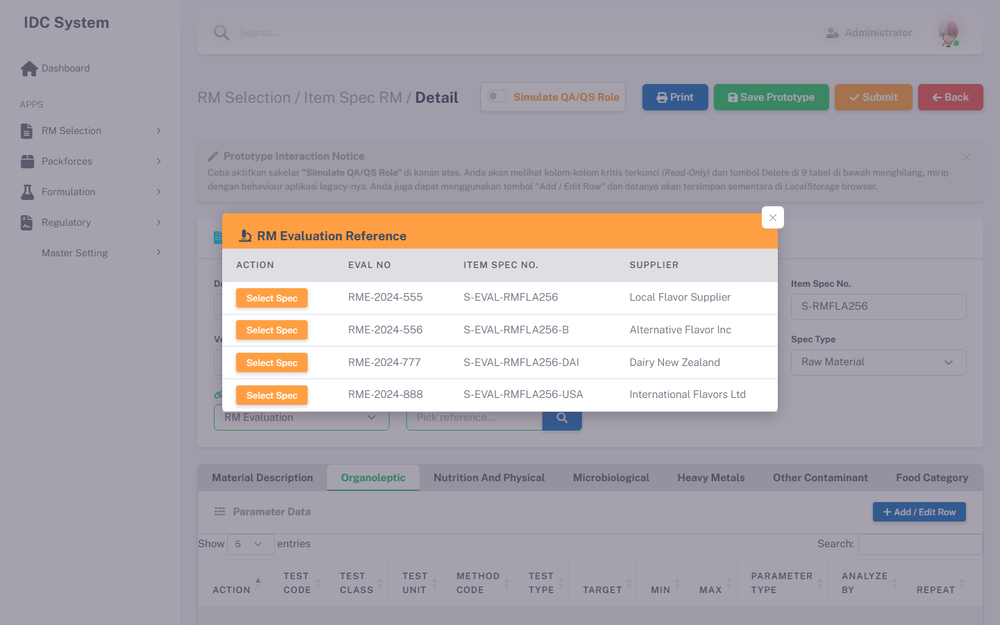 IDC System
Search...
Administrator
Dashboard
APPS
RM Selection
Packforces
Formulation
Regulatory
Master Setting
RM Selection / Item Spec RM / Detail
Simulate QA/QS Role
Print
Save Prototype
Submit
Back
Prototype Interaction Notice
Coba aktifkan sakelar "Simulate QA/QS Role" di kanan atas. Anda akan melihat kolom-kolom kritis terkunci (Read-Only) dan tombol Delete di 9 tabel di bawah menghilang, mirip
dengan behaviour aplikasi legacy-nya. Anda juga dapat menggunakan tombol "Add / Edit Row" dan datanya akan tersimpan sementara di LocalStorage browser.
RM Evaluation Reference
ACTION EVAL NO ITEM SPEC NO. SUPPLIER
Select Spec RME-2024-555 S-EVAL-RMFLA256 Local Flavor Supplier
Select Spec RME-2024-556 S-EVAL-RMFLA256-B Alternative Flavor Inc
Select Spec RME-2024-777 S-EVAL-RMFLA256-DAI Dairy New Zealand
Select Spec RME-2024-888 S-EVAL-RMFLA256-USA International Flavors Ltd
Item Spec No.
S-RMFLA256
Spec Type
Raw Material
RM Evaluation
Pick reference...
Material Description Organoleptic Nutrition And Physical Microbiological Heavy Metals Other Contaminant Food Category
Parameter Data
Add / Edit Row
Show 5 entries
Search:
ACTION
TEST CODE
TEST CLASS
TEST UNIT
METHOD CODE
TEST TYPE
TARGET
MIN
MAX
PARAMETER TYPE
ANALYZE BY
REPEAT